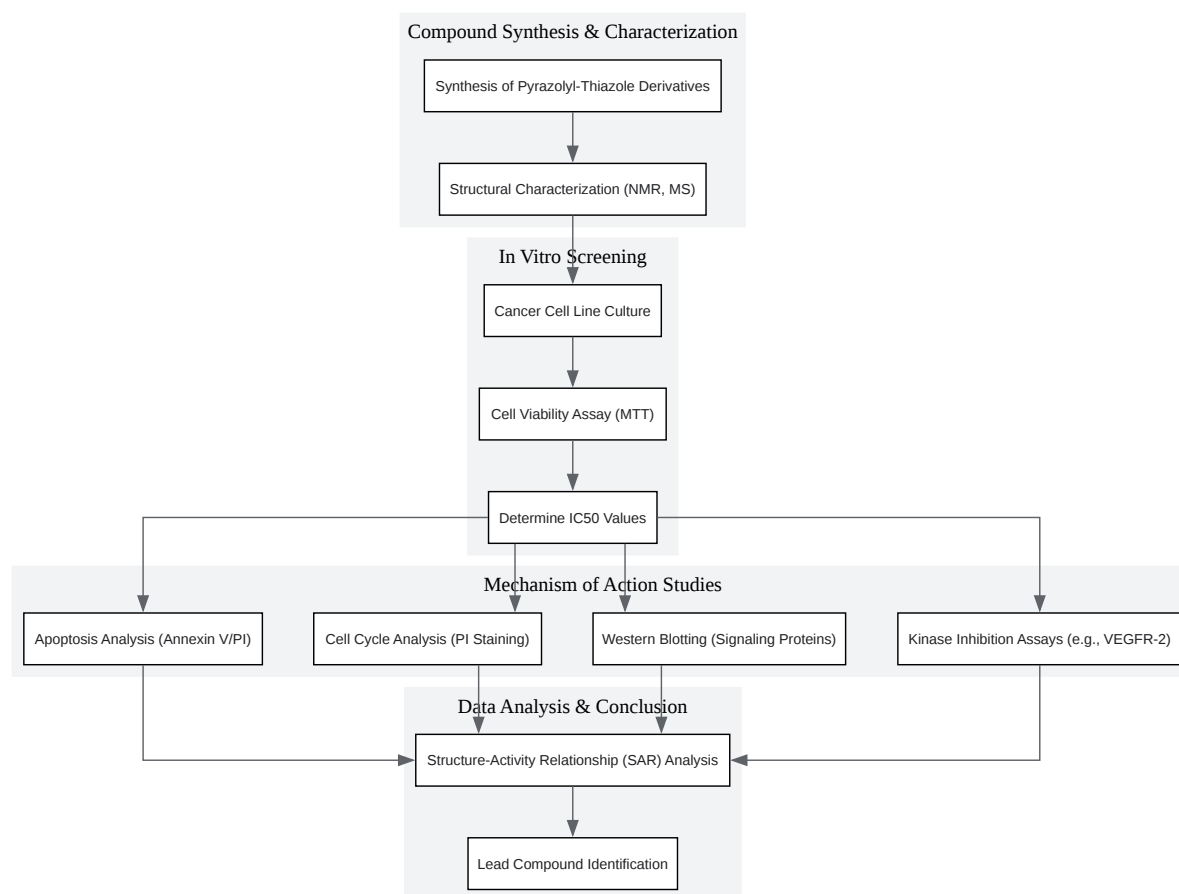 Compound Synthesis & Characterization
Synthesis of Pyrazolyl-Thiazole Derivatives
Structural Characterization (NMR, MS)
In Vitro Screening
Cancer Cell Line Culture
Cell Viability Assay (MTT)
Determine IC50 Values
Mechanism of Action Studies
Apoptosis Analysis (Annexin V/PI)
Cell Cycle Analysis (PI Staining)
Western Blotting (Signaling Proteins)
Kinase Inhibition Assays (e.g., VEGFR-2)
Data Analysis & Conclusion
Structure-Activity Relationship (SAR) Analysis
Lead Compound Identification